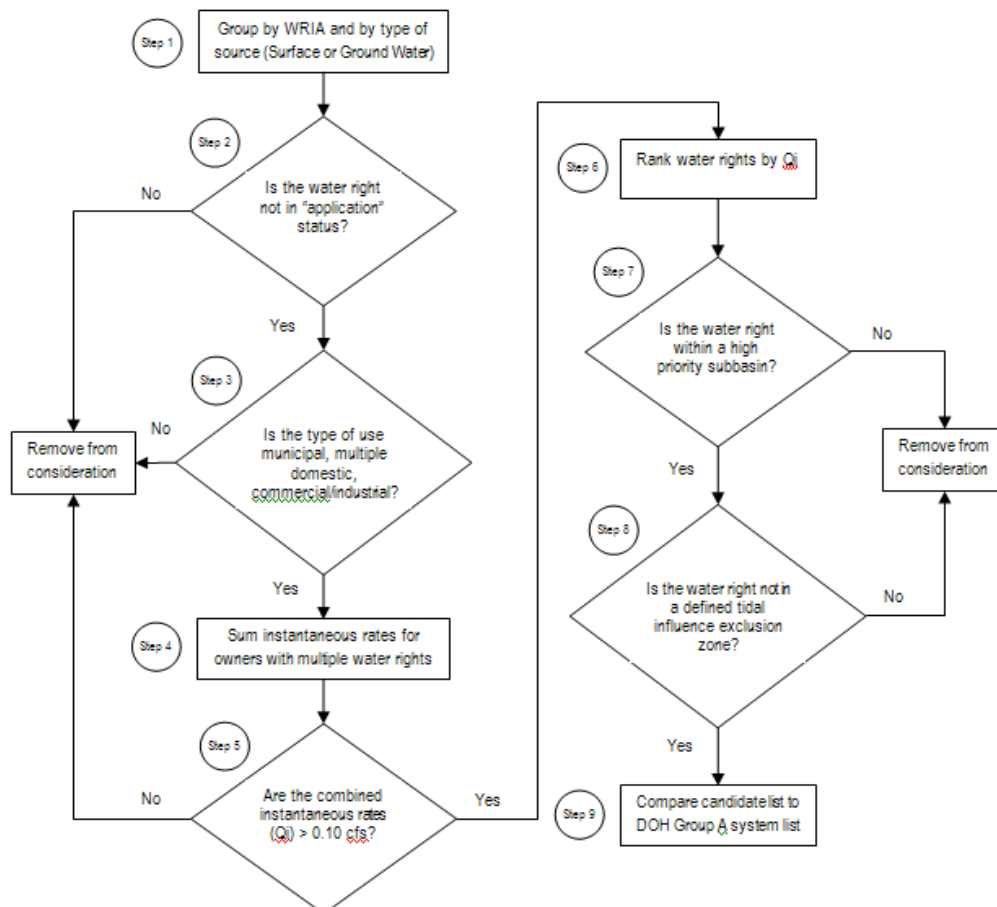 Step 1
Group by WRIA and by type of
source (Surface or Ground Water)
Step 2
Is the water right
not in “application”
status?
No
Yes
Step 3
Is the type of use
municipal, multiple
domestic,
commercial/industrial?
No
Remove from
consideration
Yes
Step 4
Sum instantaneous rates for
owners with multiple water rights
Step 5
Are the combined
instantaneous rates
(Qi) > 0.10 cfs?
No
Yes
Step 6
Rank water rights by Qi
Step 7
Is the water right
within a high
priority subbasin?
No
Remove from
consideration
Yes
Step 8
Is the water right not in
a defined tidal
influence exclusion
zone?
No
Yes
Step 9
Compare candidate list to
DOH Group A system list